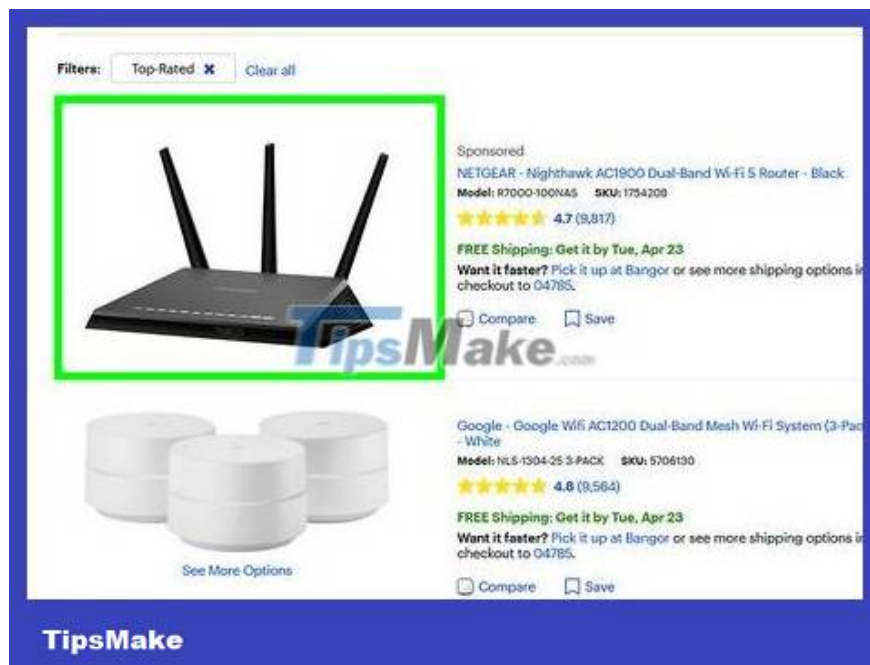 Filters: Top-Rated ✖ Clear all
Sponsored
NETGEAR - Nighthawk AC1900 Dual-Band Wi-Fi 5 Router - Black
Model: R7000-100NAS SKU: 1754208
4.7 (9,817)
FREE Shipping: Get it by Tue, Apr 23
Want it faster? Pick it up at Bangor or see more shipping options in
checkout to 04785.
Compare Save
TipsMake.com
Google - Google Wifi AC1200 Dual-Band Mesh Wi-Fi System (3-Pac
- White
Model: NLS-1304-25 3-PACK SKU: 5706130
4.8 (9,564)
FREE Shipping: Get it by Tue, Apr 23
Want it faster? Pick it up at Bangor or see more shipping options in
checkout to 04785.
See More Options
Compare Save
TipsMake